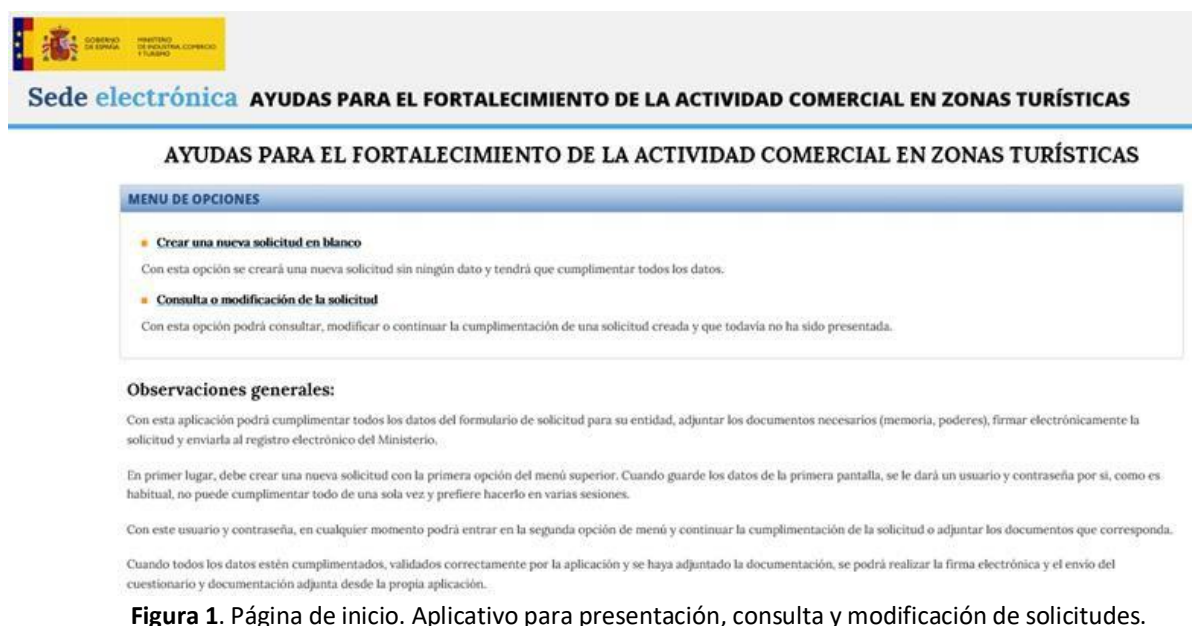 GOBIERNO MINISTERIO
DE ESPAÑA DE INDUSTRIA, COMERCIO
Y TURISMO
Sede electrónica AYUDAS PARA EL FORTALECIMIENTO DE LA ACTIVIDAD COMERCIAL EN ZONAS TURÍSTICAS
AYUDAS PARA EL FORTALECIMIENTO DE LA ACTIVIDAD COMERCIAL EN ZONAS TURÍSTICAS
MENU DE OPCIONES
Crear una nueva solicitud en blanco
Con esta opción se creará una nueva solicitud sin ningún dato y tendrá que cumplimentar todos los datos.
Consulta o modificación de la solicitud
Con esta opción podrá consultar, modificar o continuar la cumplimentación de una solicitud creada y que todavía no ha sido presentada.
Observaciones generales:
Con esta aplicación podrá cumplimentar todos los datos del formulario de solicitud para su entidad, adjuntar los documentos necesarios (memoria, poderes), firmar electrónicamente la
solicitud y enviarla al registro electrónico del Ministerio.
En primer lugar, debe crear una nueva solicitud con la primera opción del menú superior. Cuando guarde los datos de la primera pantalla, se le dará un usuario y contraseña por si, como es
habitual, no puede cumplimentar todo de una sola vez y prefiere hacerlo en varias sesiones.
Con este usuario y contraseña, en cualquier momento podrá entrar en la segunda opción de menú y continuar la cumplimentación de la solicitud o adjuntar los documentos que corresponda.
Cuando todos los datos estén cumplimentados, validados correctamente por la aplicación y se haya adjuntado la documentación, se podrá realizar la firma electrónica y el envío del
cuestionario y documentación adjunta desde la propia aplicación.
Figura 1. Página de inicio. Aplicativo para presentación, consulta y modificación de solicitudes.